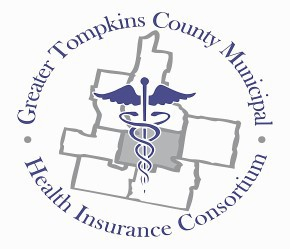 Greater Tompkins County Municipal
Health Insurance Consortium